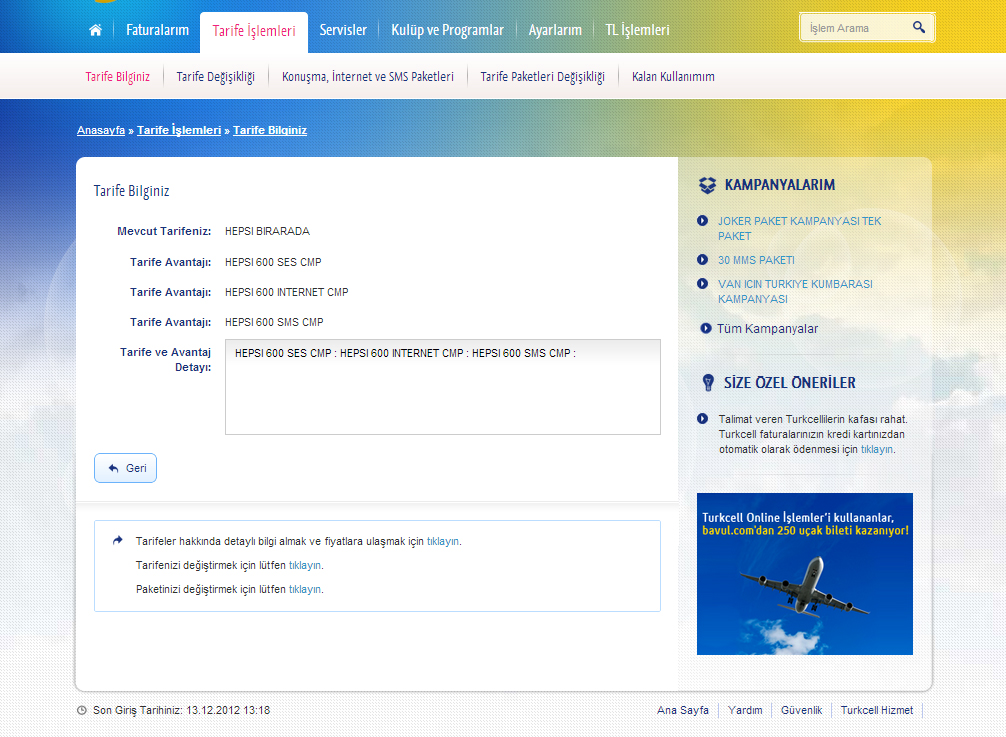 Faturalarım
Tarife İşlemleri
Servisler
Kulüp ve Programlar
Ayarlarım
TL İşlemleri
İşlem Arama
Tarife Bilginiz
Tarife Değişikliği
Konuşma, İnternet ve SMS Paketleri
Tarife Paketleri Değişikliği
Kalan Kullanımım
Anasayfa » Tarife İşlemleri » Tarife Bilginiz
Tarife Bilginiz
Mevcut Tarifeniz: HEPSI BIRARADA
Tarife Avantajı: HEPSI 600 SES CMP
Tarife Avantajı: HEPSI 600 INTERNET CMP
Tarife Avantajı: HEPSI 600 SMS CMP
Tarife ve Avantaj
Detayı:
HEPSI 600 SES CMP : HEPSI 600 INTERNET CMP : HEPSI 600 SMS CMP :
Geri
Tarifeler hakkında detaylı bilgi almak ve fiyatlara ulaşmak için tıklayın.
Tarifenizi değiştirmek için lütfen tıklayın.
Paketinizi değiştirmek için lütfen tıklayın.
KAMPANYALARIM
JOKER PAKET KAMPANYASI TEK
PAKET
30 MMS PAKETI
VAN ICIN TURKIYE KUMBARASI
KAMPANYASI
Tüm Kampanyalar
SİZE ÖZEL ÖNERİLER
Talimat veren Turkcellilerin kafası rahat.
Turkcell faturalarınızın kredi kartınızdan
otomatik olarak ödenmesi için tıklayın.
Turkcell Online İşlemler'i kullananlar,
bavul.com'dan 250 uçak bileti kazanıyor!
Son Giriş Tarihiniz: 13.12.2012 13:18
Ana Sayfa
Yardım
Güvenlik
Turkcell Hizmet